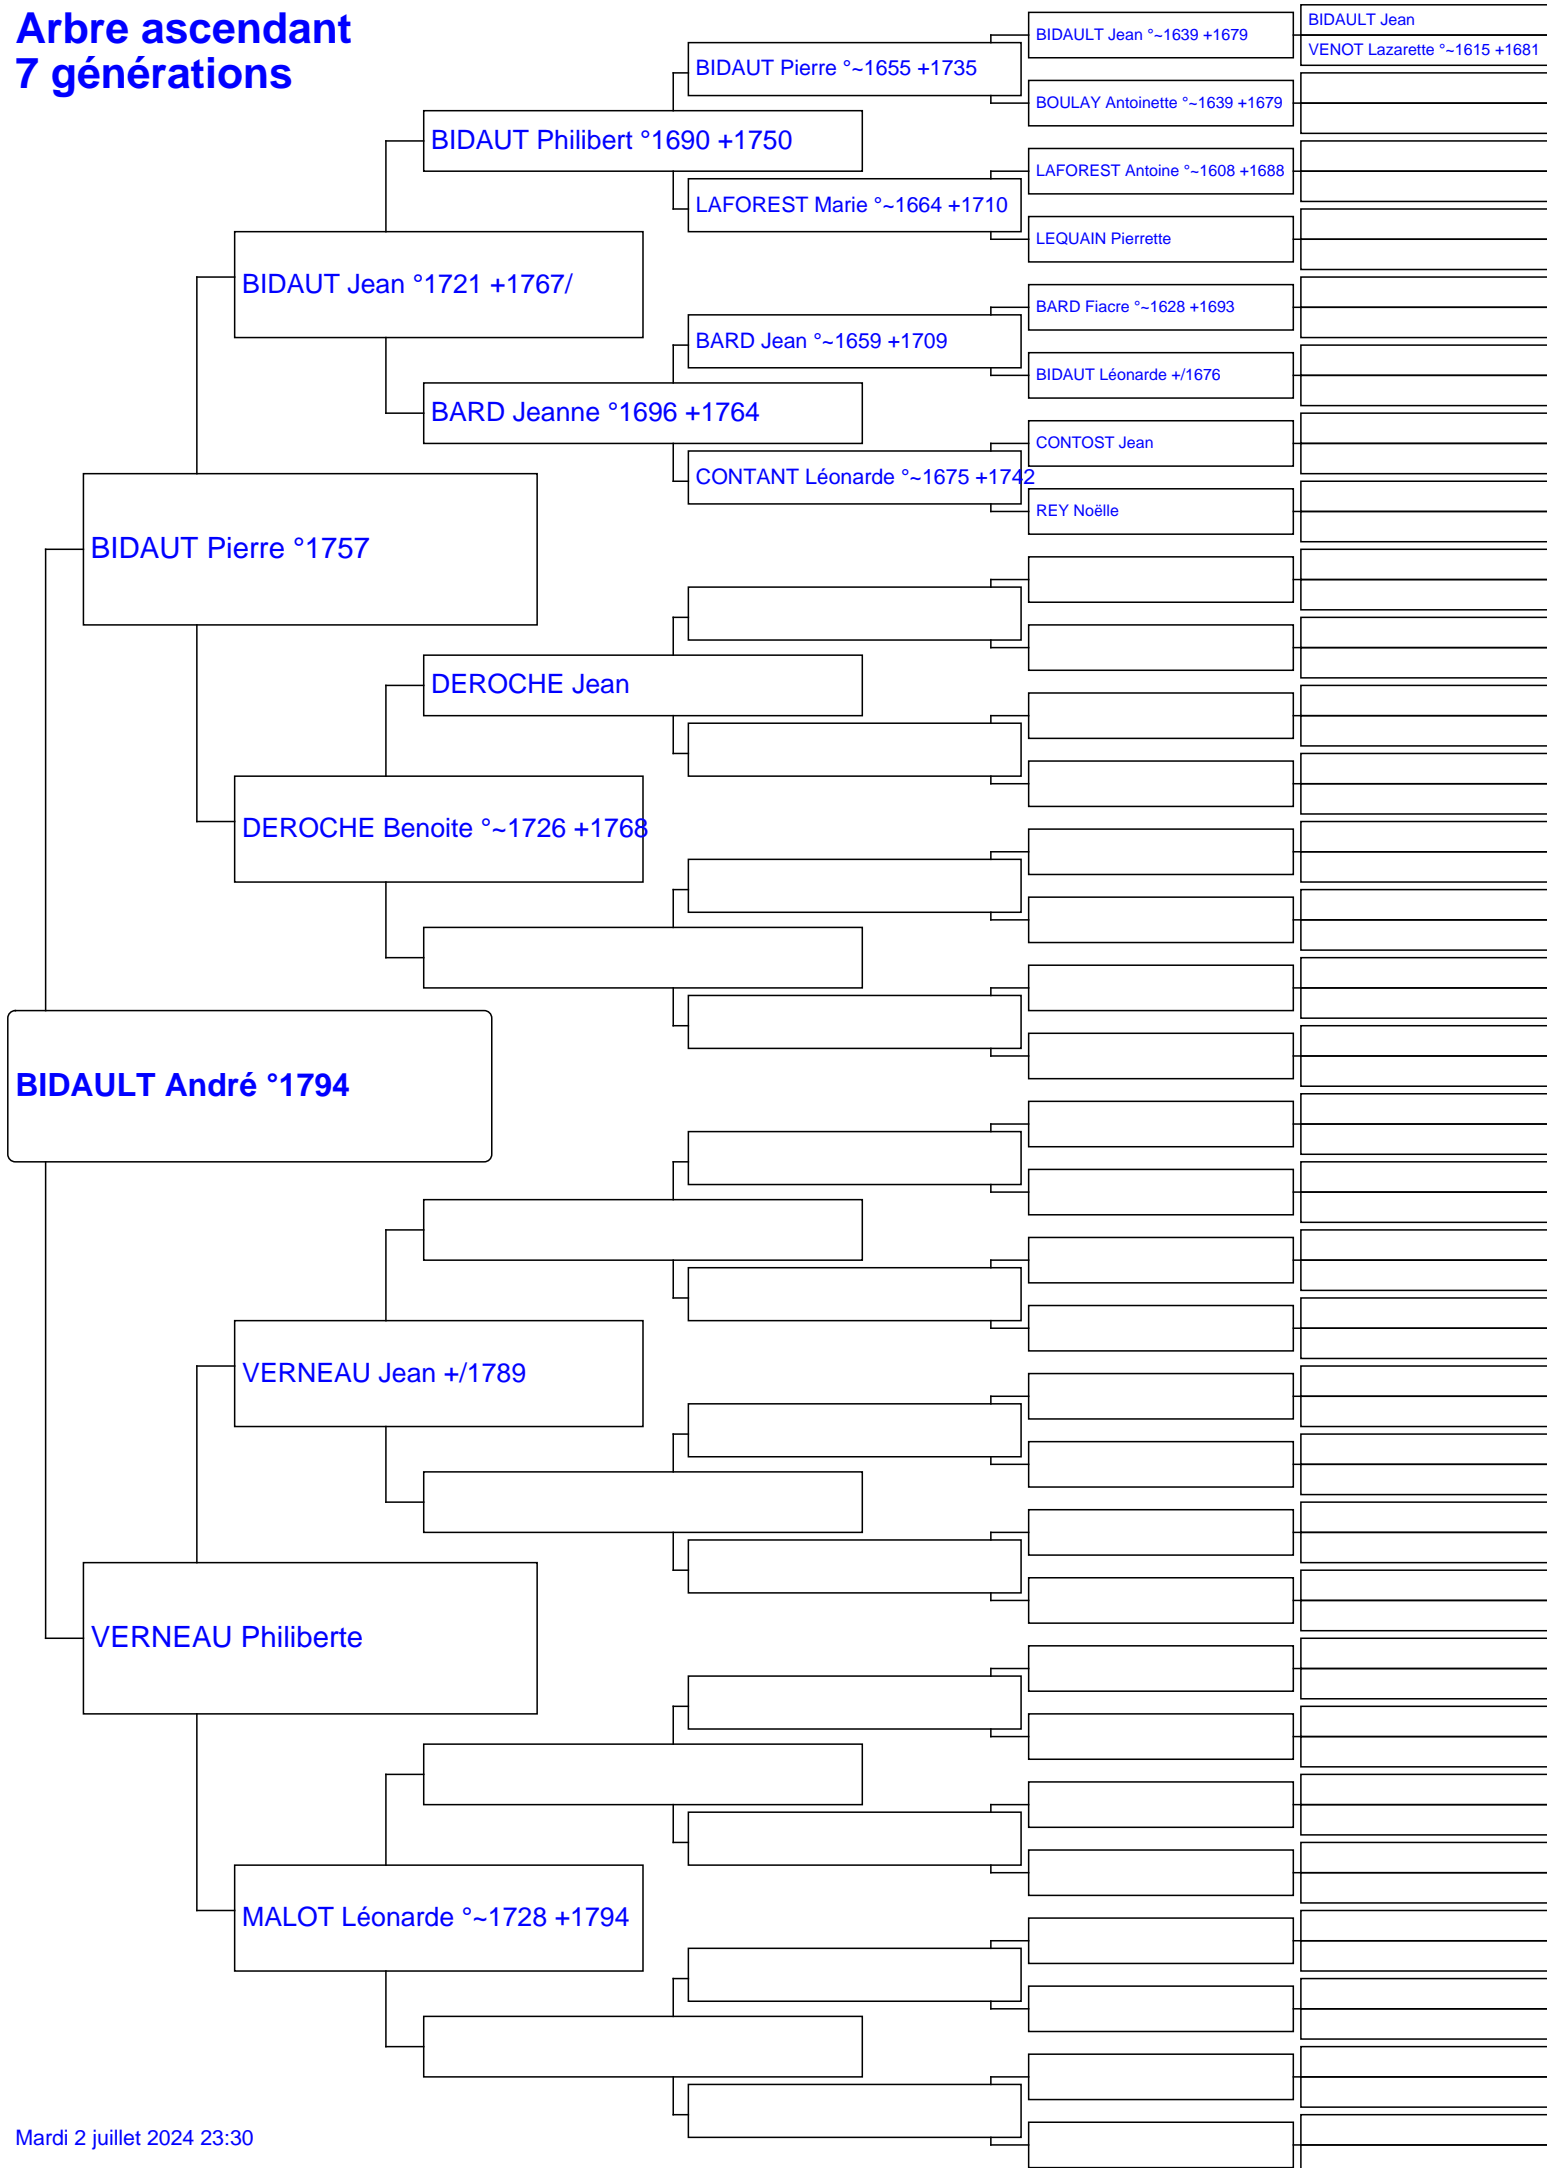 Arbre ascendant
7 générations
BIDAULT Jean
VENOT Lazarette °~1615 +1681
BIDAULT Jean °~1639 +1679
BIDAUT Pierre °~1655 +1735
BOULAY Antoinette °~1639 +1679
BIDAUT Philibert °1690 +1750
LAFOREST Antoine °~1608 +1688
LAFOREST Marie °~1664 +1710
LEQUAIN Pierrette
BIDAUT Jean °1721 +1767/
BARD Fiacre °~1628 +1693
BARD Jean °~1659 +1709
BIDAUT Léonarde +/1676
BARD Jeanne °1696 +1764
CONTOST Jean
CONTANT Léonarde °~1675 +1742
REY Noëlle
BIDAUT Pierre °1757
DEROCHE Jean
DEROCHE Benoite °~1726 +1768
BIDAULT André °1794
VERNEAU Jean +/1789
VERNEAU Philiberte
MALOT Léonarde °~1728 +1794
Mardi 2 juillet 2024 23:30